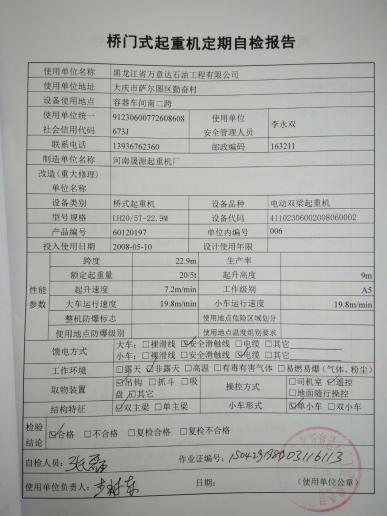 桥门式起重机定期自检报告
使用单位名称 黑龙江省万意达石油工程有限公司
使用单位地址 大庆市萨尔图区勤奋村
设备使用地点 容器车间南二跨
使用单位统一社会信用代码 91230600772608608673J 使用单位安全管理人员 李永双
联系电话 13936762360 邮政编码 163211
制造单位名称 河南晟源起重机厂
改造(重大修理)单位名称
设备类别 桥式起重机 设备品种 电动双梁起重机
型号规格 LH20/5T-22.9M 设备代码 41102306002008060002
产品编号 60120197 单位内编号 006
投入使用日期 2008-05-10 设计使用年限
性能参数
跨度 22.9m 生产率
额定起重量 20/5t 起升高度 9m
起升速度 7.2m/min 工作级别 A5
大车运行速度 19.8m/min 小车运行速度 19.8m/min
整机防爆标志 使用地点危险区域划分
使用地点防爆级别 使用地点温度组别要求
馈电方式 大车：□裸滑线☑安全滑触线□电缆□其它
小车：□裸滑线□安全滑触线☑电缆□其它
工作环境 □露天☑非露天□高温□有毒有害气体□易燃易爆(气体,粉尘)
取物装置 ☑吊钩□抓斗□吸盘□其它 操控方式 □司机室☑遥控□地面随行操控
结构特征 ☑双主梁□单主梁 小车形式 ☑单小车□双小车
检验结论 ☑合格 □不合格 □复检合格 □复检不合格
自检人员： 作业证编号：
使用单位负责人： 日期： (使用单位公章)